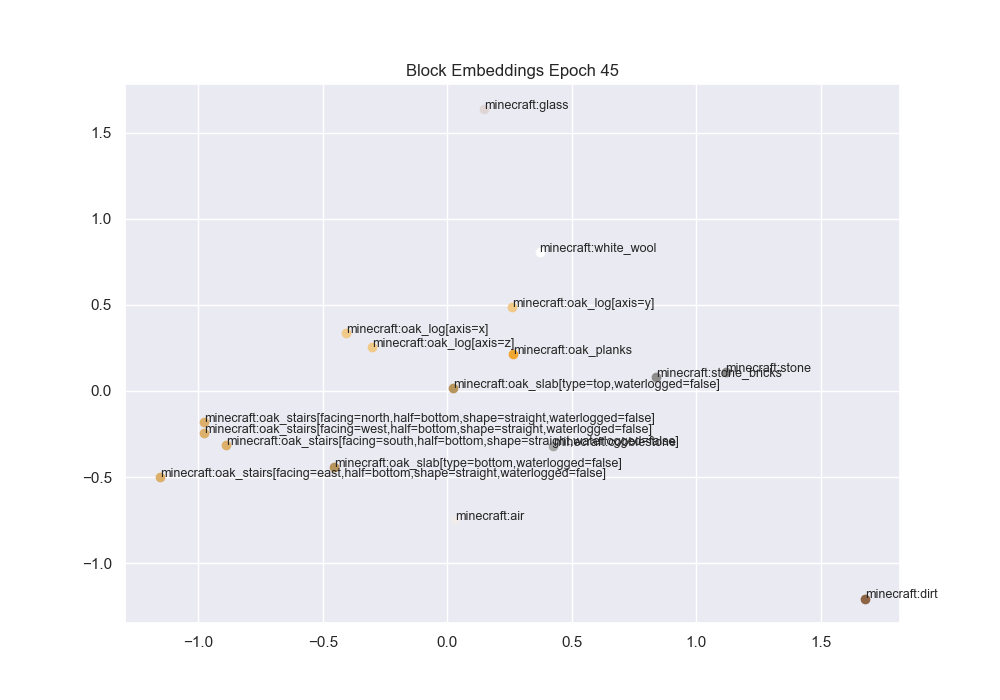 Block Embeddings Epoch 45
minecraft:glass
1.5
1.0
minecraft:white_wool
0.5
minecraft:oak_log[axis=y]
minecraft:oak_log[axis=x]
minecraft:oak_log[axis=z]
minecraft:oak_planks
minecraft:stone
minecraft:stone_bricks
0.0
minecraft:oak_slab[type=top,waterlogged=false]
minecraft:oak_stairs[facing=north,half=bottom,shape=straight,waterlogged=false]
minecraft:oak_stairs[facing=west,half=bottom,shape=straight,waterlogged=false]
minecraft:oak_stairs[facing=south,half=bottom,shape=straight,waterlogged=false]
minecraft:cobblestone
minecraft:oak_slab[type=bottom,waterlogged=false]
minecraft:oak_stairs[facing=east,half=bottom,shape=straight,waterlogged=false]
−0.5
minecraft:air
−1.0
minecraft:dirt
−1.0 −0.5 0.0 0.5 1.0 1.5